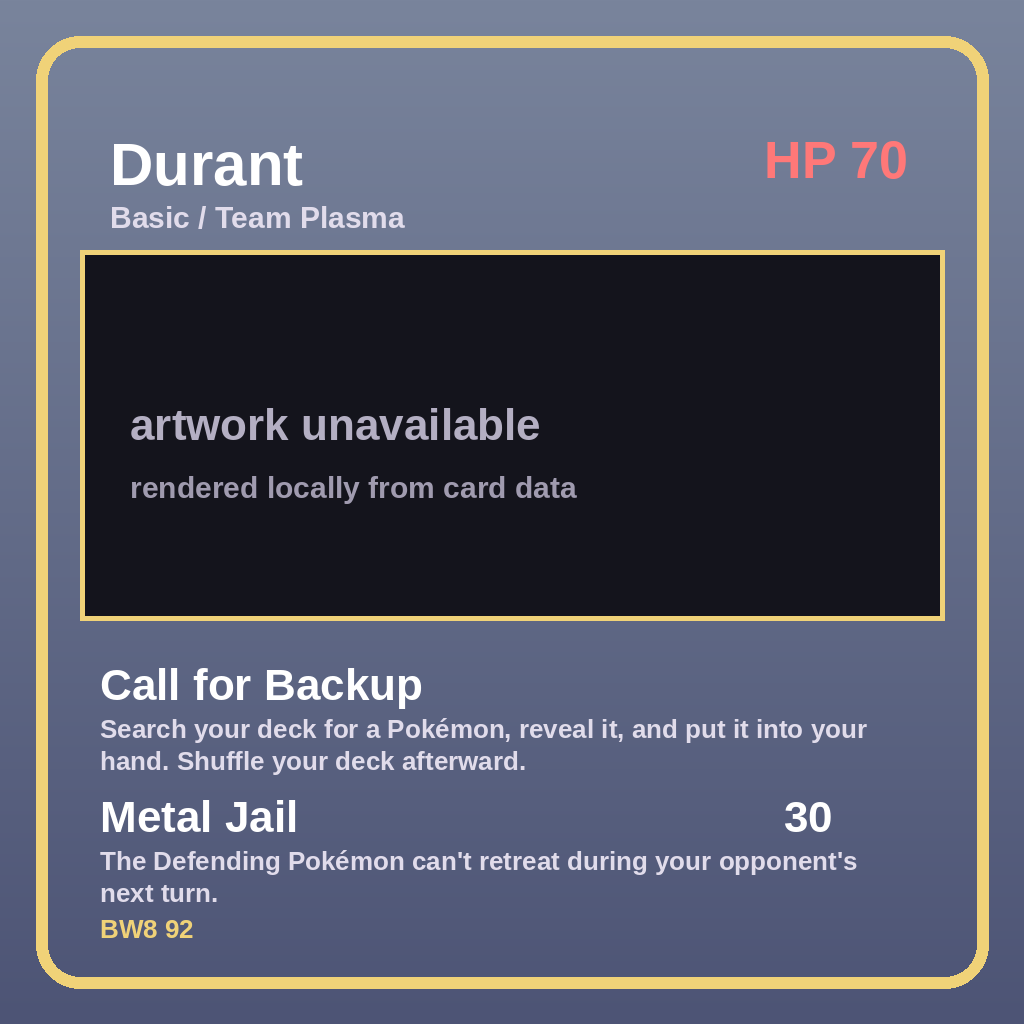 Durant
HP 70
Basic / Team Plasma
artwork unavailable
rendered locally from card data
Call for Backup
Search your deck for a Pokémon, reveal it, and put it into your
hand. Shuffle your deck afterward.
Metal Jail
30
The Defending Pokémon can't retreat during your opponent's
next turn.
BW8 92